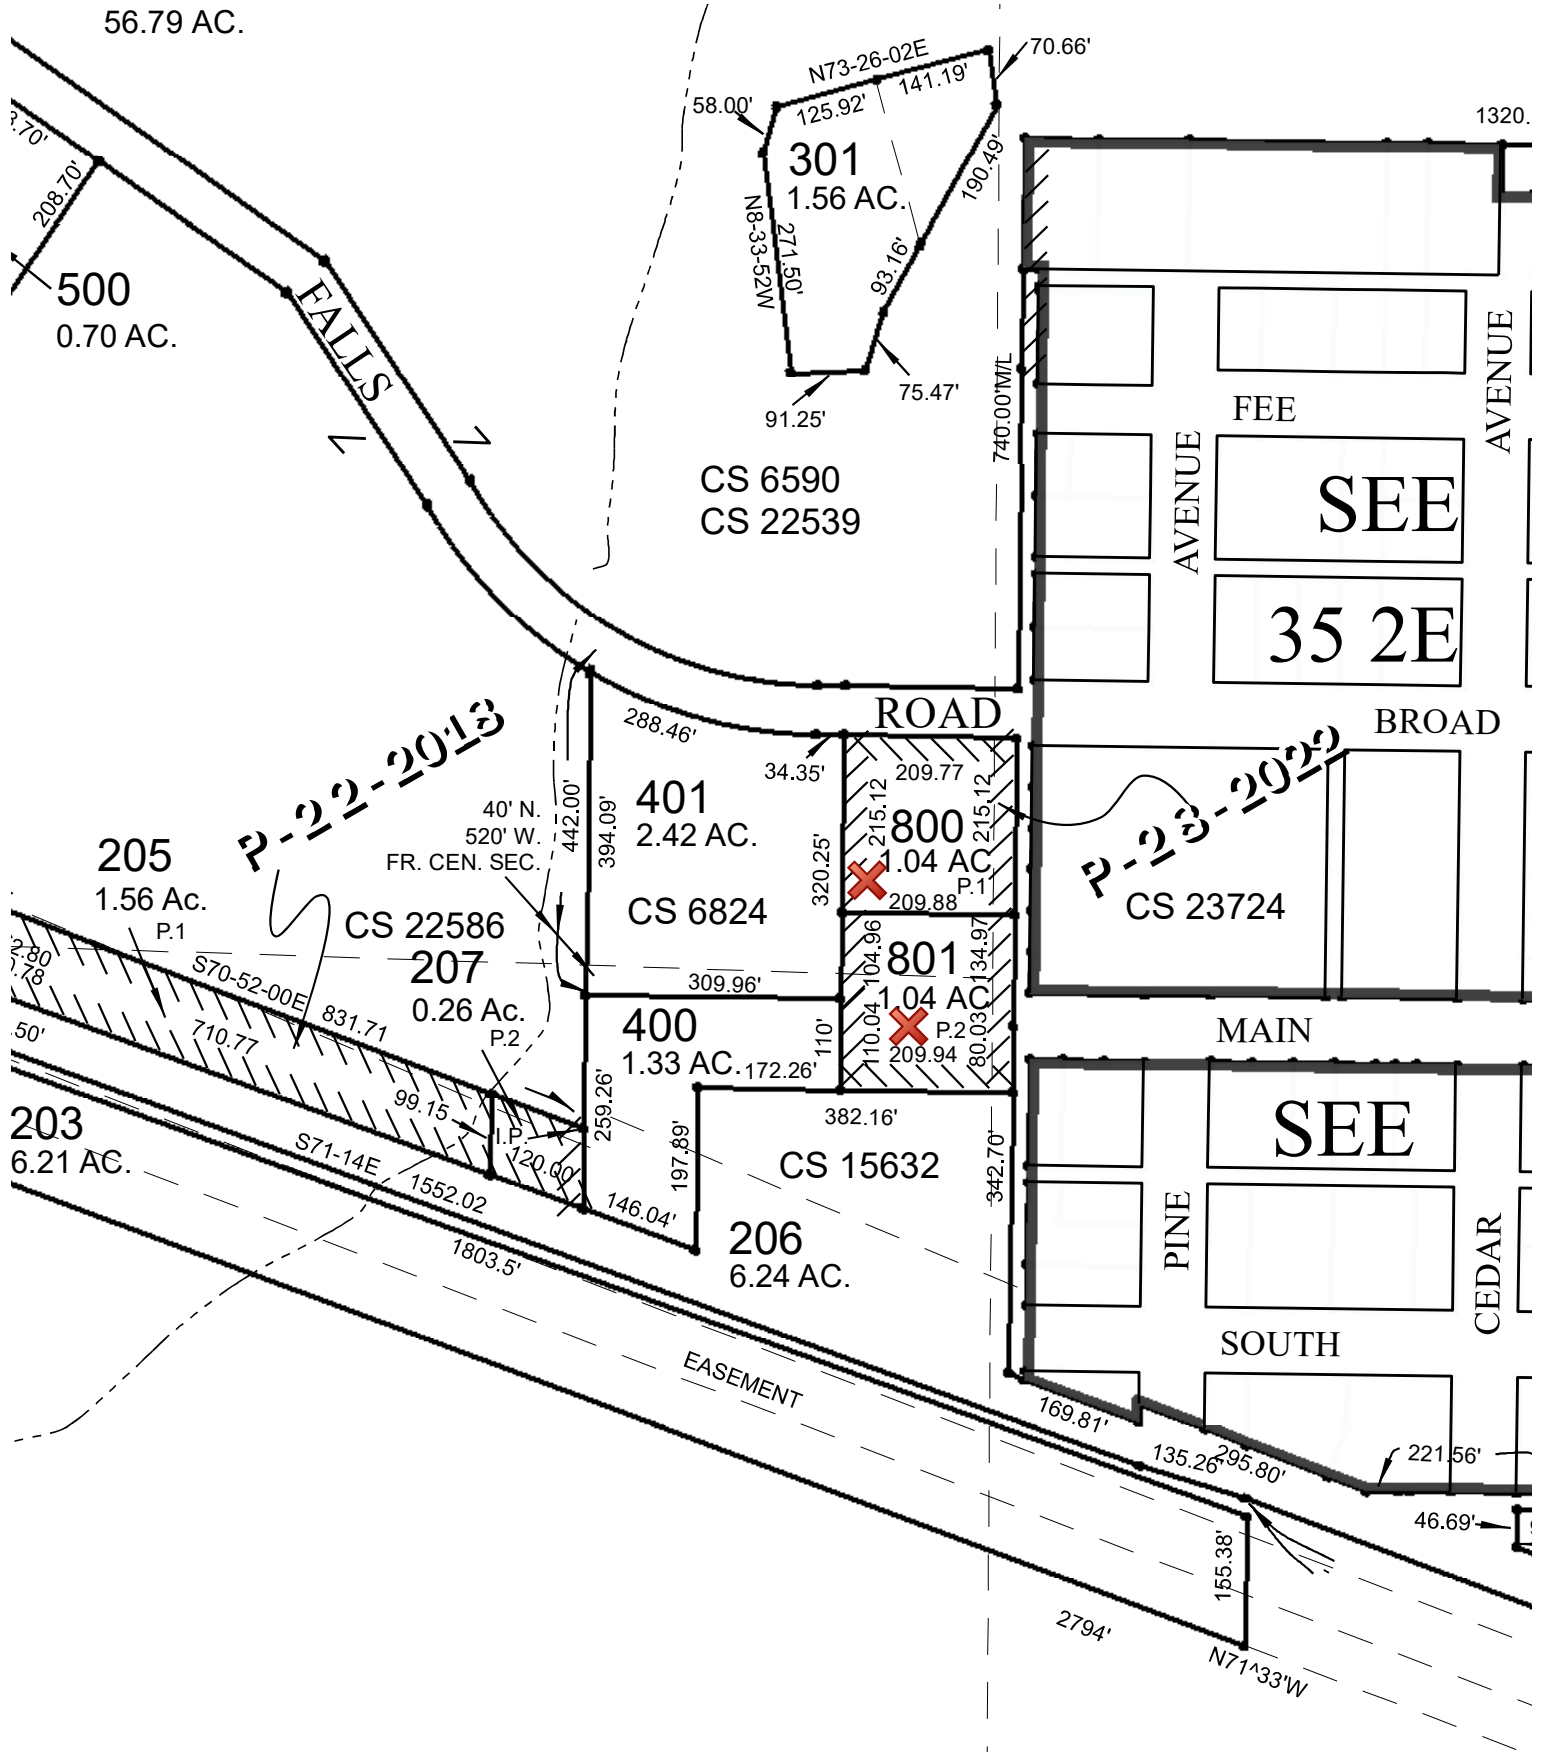 56.79 AC.
N73-26-02E
70.66'
58.00'
125.92'
141.19'
1320.
301
1.56 AC.
190.49'
208.70'
N8-33-52W
271.50'
93.16'
500
0.70 AC.
FALLS
75.47'
91.25'
740.00'M/L
FEE
AVENUE
AVENUE
CS 6590
CS 22539
SEE
35 2E
ROAD
BROAD
288.46'
34.35'
209.77
P-22-2013
P-23-2022
442.00'
394.09'
401
2.42 AC.
40' N.
520' W.
FR. CEN. SEC.
320.25'
215.12
215.12
800
1.04 AC
P.1
209.88
205
1.56 Ac.
P.1
CS 22586
CS 6824
CS 23724
207
0.26 Ac.
P.2
104.96
134.97
801
1.04 AC
P.2
2.80
0.78
S70-52-00E
831.71
309.96'
710.77
400
1.33 AC.
110'
110.04
80.03
209.94
172.26'
MAIN
.50'
99.15
I.P.
259.26'
382.16'
203
6.21 AC.
S71-14E
120.00
197.89'
CS 15632
342.70'
SEE
1552.02
146.04'
1803.5'
206
6.24 AC.
PINE
CEDAR
SOUTH
EASEMENT
169.81'
135.26'
295.80'
221.56'
46.69'
155.38'
2794'
N71^33'W